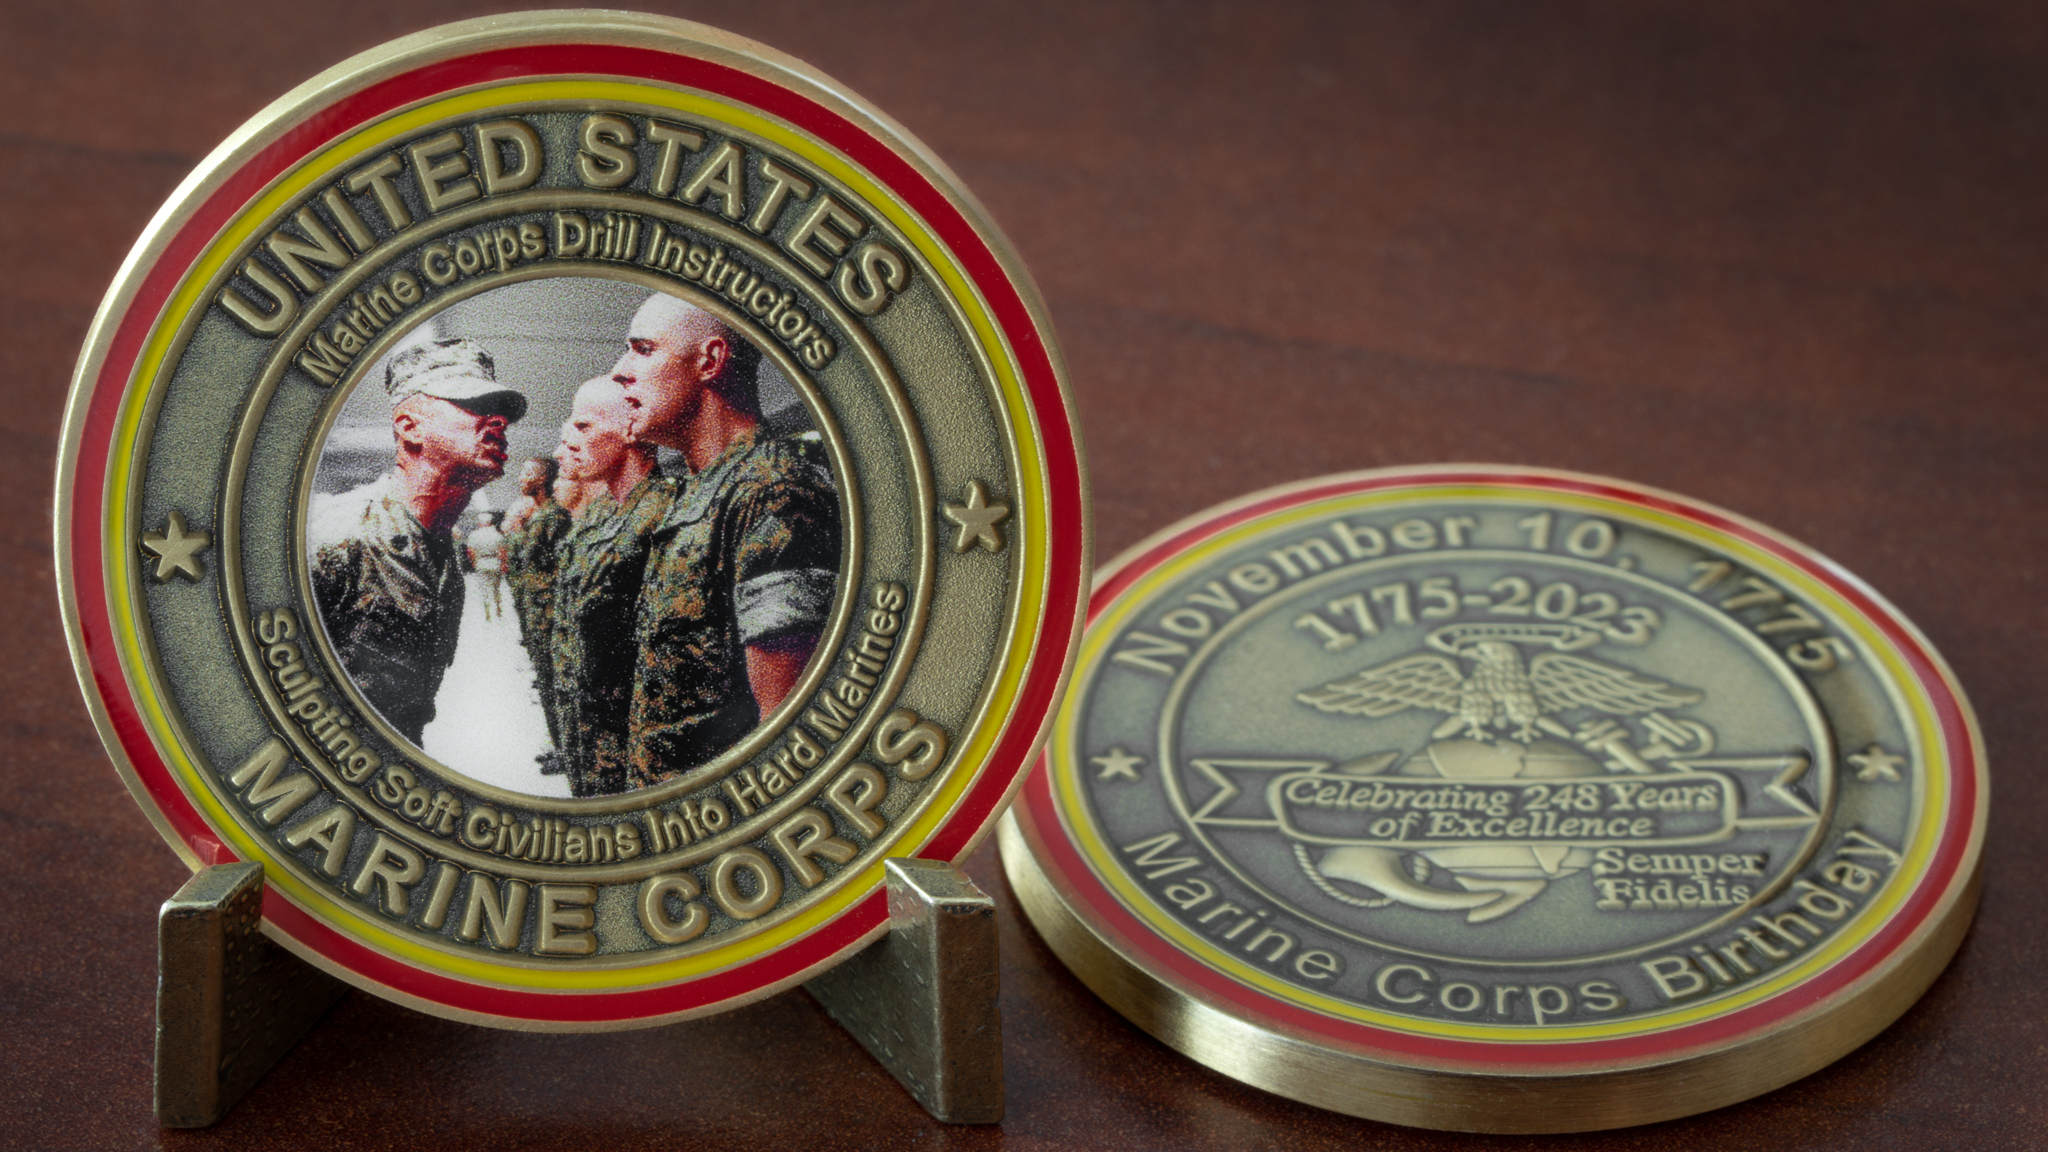 UNITED STATES
Marine Corps Drill Instructors
Sculpting Soft Civilians Into Hard Marines
MARINE CORPS
November 10, 1775
1775-2023
Celebrating 248 Years
of Excellence
Semper
Fidelis
Marine Corps Birthday